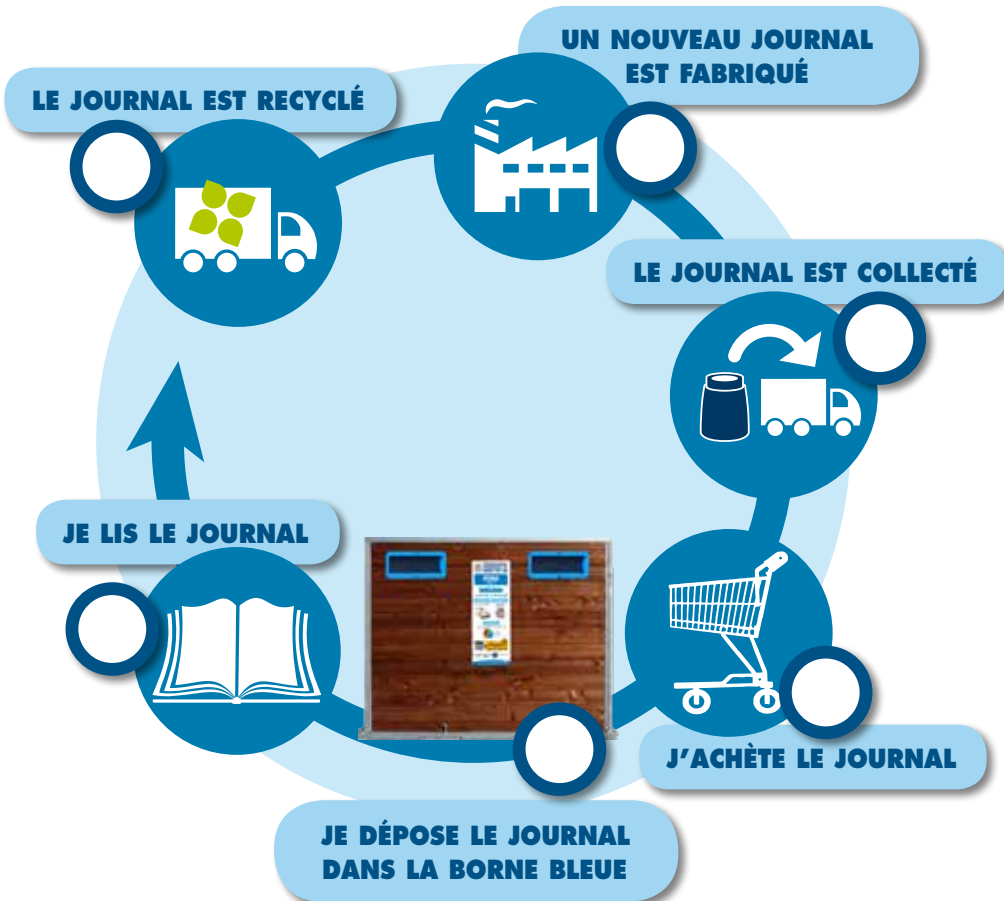 UN NOUVEAU JOURNAL
EST FABRIQUÉ
LE JOURNAL EST RECYCLÉ
LE JOURNAL EST COLLECTÉ
JE LIS LE JOURNAL
J'ACHÈTE LE JOURNAL
JE DÉPOSE LE JOURNAL
DANS LA BORNE BLEUE